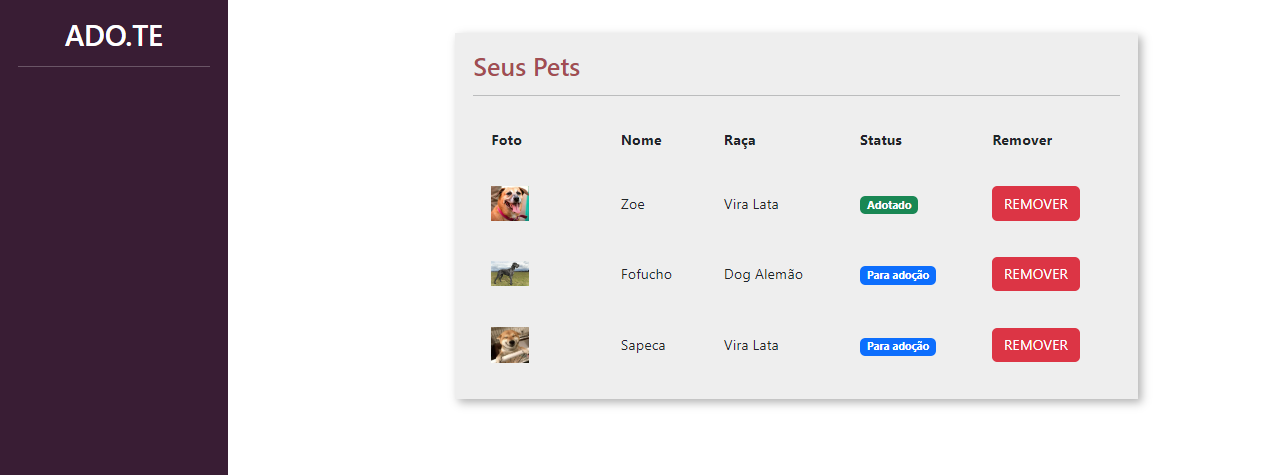 ADO.TE
Seus Pets
Foto Nome Raça Status Remover
Zoe Vira Lata Adotado REMOVER
Fofucho Dog Alemão Para adoção REMOVER
Sapeca Vira Lata Para adoção REMOVER